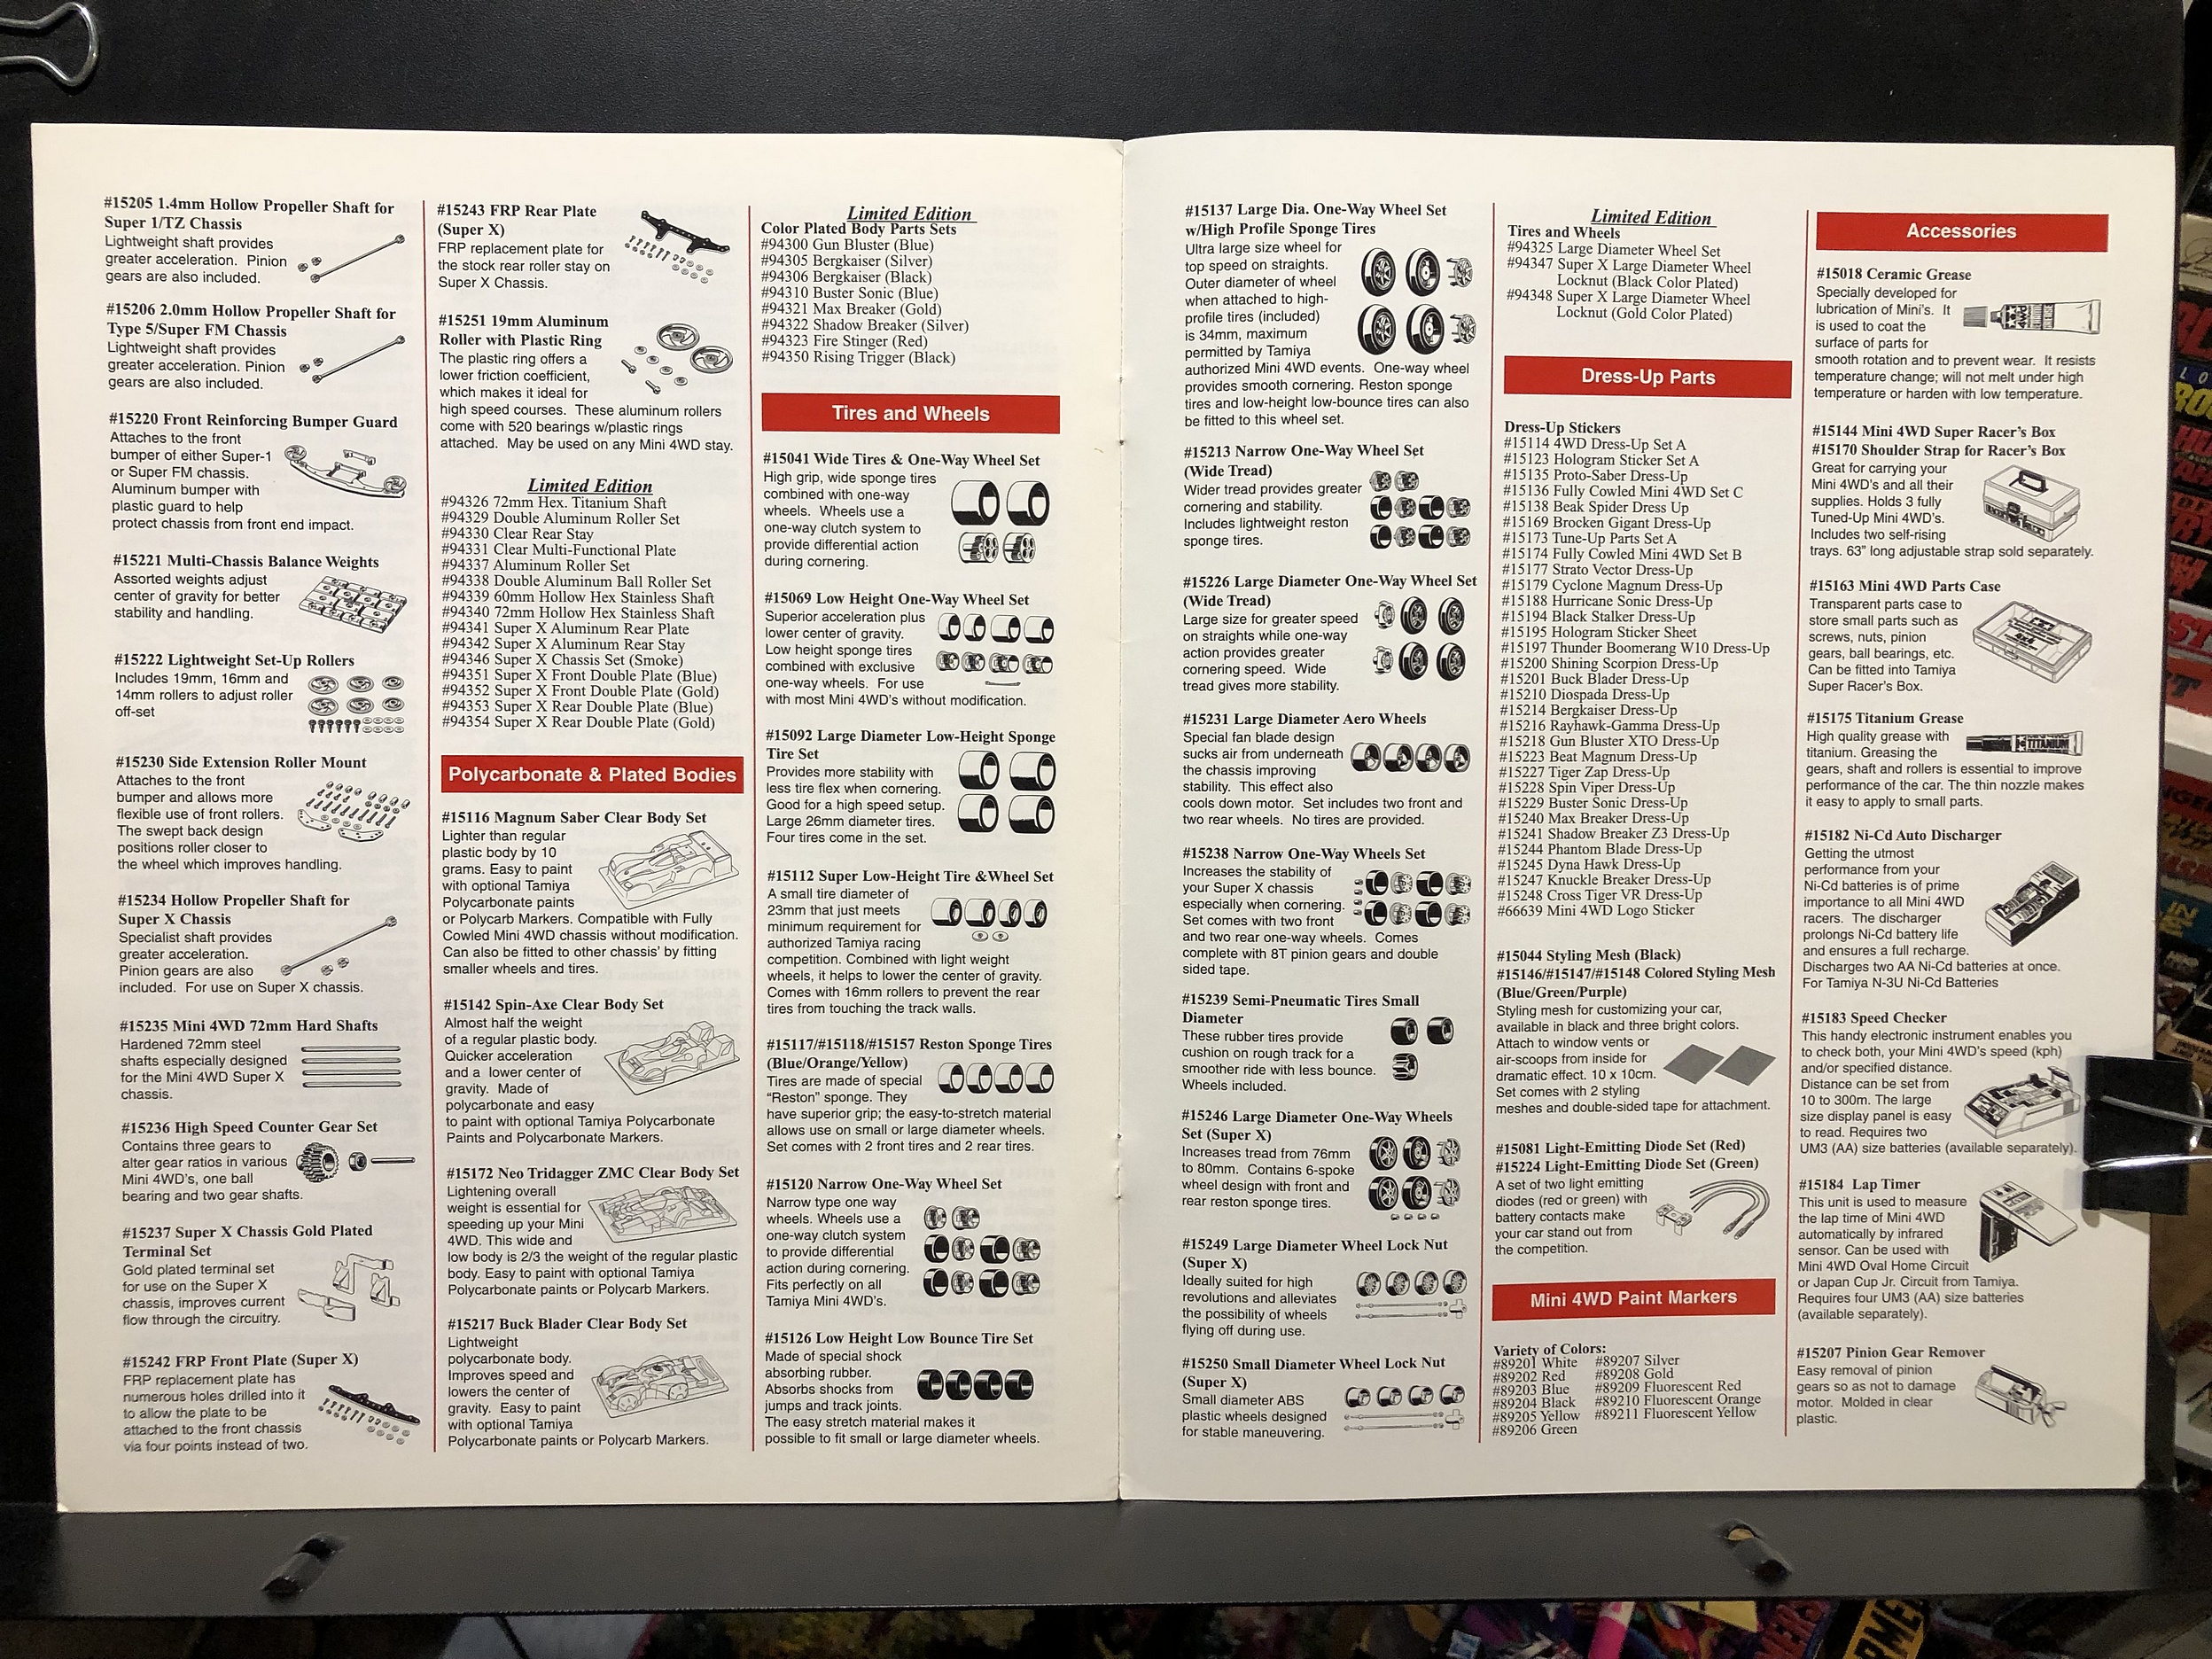 #15205 1.4mm Hollow Propeller Shaft for
Super 1/TZ Chassis
Lightweight shaft provides
greater acceleration. Pinion
gears are also included.
#15206 2.0mm Hollow Propeller Shaft for
Type 5/Super FM Chassis
Lightweight shaft provides
greater acceleration. Pinion
gears are also included.
#15220 Front Reinforcing Bumper Guard
Attaches to the front
bumper of either Super-1
or Super FM chassis.
Aluminum bumper with
plastic guard to help
protect chassis from front end impact.
#15221 Multi-Chassis Balance Weights
Assorted weights adjust
center of gravity for better
stability and handling.
#15222 Lightweight Set-Up Rollers
Includes 19mm, 16mm and
14mm rollers to adjust roller
off-set
#15230 Side Extension Roller Mount
Attaches to the front
bumper and allows more
flexible use of front rollers.
The swept back design
positions roller closer to
the wheel which improves handling.
#15234 Hollow Propeller Shaft for
Super X Chassis
Specialist shaft provides
greater acceleration.
Pinion gears are also
included. For use on Super X chassis.
#15235 Mini 4WD 72mm Hard Shafts
Hardened 72mm steel
shafts especially designed
for the Mini 4WD Super X
chassis.
#15236 High Speed Counter Gear Set
Contains three gears to
alter gear ratios in various
Mini 4WD's, one ball
bearing and two gear shafts.
#15237 Super X Chassis Gold Plated
Terminal Set
Gold plated terminal set
for use on the Super X
chassis, improves current
flow through the circuitry.
#15242 FRP Front Plate (Super X)
FRP replacement plate has
numerous holes drilled into it
to allow the plate to be
attached to the front chassis
via four points instead of two.
#15243 FRP Rear Plate
(Super X)
FRP replacement plate for
the stock rear roller stay on
Super X Chassis.
#15251 19mm Aluminum
Roller with Plastic Ring
The plastic ring offers a
lower friction coefficient,
which makes it ideal for
high speed courses. These aluminum rollers
come with 520 bearings w/plastic rings
attached. May be used on any Mini 4WD stay.
Limited Edition
#94326 72mm Hex. Titanium Shaft
#94329 Double Aluminum Roller Set
#94330 Clear Rear Stay
#94331 Clear Multi-Functional Plate
#94337 Aluminum Roller Set
#94338 Double Aluminum Ball Roller Set
#94339 60mm Hollow Hex Stainless Shaft
#94340 72mm Hollow Hex Stainless Shaft
#94341 Super X Aluminum Rear Plate
#94342 Super X Aluminum Rear Stay
#94346 Super X Chassis Set (Smoke)
#94351 Super X Front Double Plate (Blue)
#94352 Super X Front Double Plate (Gold)
#94353 Super X Rear Double Plate (Blue)
#94354 Super X Rear Double Plate (Gold)
Polycarbonate & Plated Bodies
#15116 Magnum Saber Clear Body Set
Lighter than regular
plastic body by 10
grams. Easy to paint
with optional Tamiya
Polycarbonate paints
or Polycarb Markers. Compatible with Fully
Cowled Mini 4WD chassis without modification.
Can also be fitted to other chassis' by fitting
smaller wheels and tires.
#15142 Spin-Axe Clear Body Set
Almost half the weight
of a regular plastic body.
Quicker acceleration
and a lower center of
gravity. Made of
polycarbonate and easy
to paint with optional Tamiya Polycarbonate
Paints and Polycarbonate Markers.
#15172 Neo Tridagger ZMC Clear Body Set
Lightening overall
weight is essential for
speeding up your Mini
4WD. This wide and
low body is 2/3 the weight of the regular plastic
body. Easy to paint with optional Tamiya
Polycarbonate paints or Polycarb Markers.
#15217 Buck Blader Clear Body Set
Lightweight
polycarbonate body.
Improves speed and
lowers the center of
gravity. Easy to paint
with optional Tamiya
Polycarbonate paints or Polycarb Markers.
Limited Edition
Color Plated Body Parts Sets
#94300 Gun Bluster (Blue)
#94305 Bergkaiser (Silver)
#94306 Bergkaiser (Black)
#94310 Buster Sonic (Blue)
#94321 Max Breaker (Gold)
#94322 Shadow Breaker (Silver)
#94323 Fire Stinger (Red)
#94350 Rising Trigger (Black)
Tires and Wheels
#15041 Wide Tires & One-Way Wheel Set
High grip, wide sponge tires
combined with one-way
wheels. Wheels use a
one-way clutch system to
provide differential action
during cornering.
#15069 Low Height One-Way Wheel Set
Superior acceleration plus
lower center of gravity.
Low height sponge tires
combined with exclusive
one-way wheels. For use
with most Mini 4WD's without modification.
#15092 Large Diameter Low-Height Sponge
Tire Set
Provides more stability with
less tire flex when cornering.
Good for a high speed setup.
Large 26mm diameter tires.
Four tires come in the set.
#15112 Super Low-Height Tire &Wheel Set
A small tire diameter of
23mm that just meets
minimum requirement for
authorized Tamiya racing
competition. Combined with light weight
wheels, it helps to lower the center of gravity.
Comes with 16mm rollers to prevent the rear
tires from touching the track walls.
#15117/#15118/#15157 Reston Sponge Tires
(Blue/Orange/Yellow)
Tires are made of special
"Reston" sponge. They
have superior grip; the easy-to-stretch material
allows use on small or large diameter wheels.
Set comes with 2 front tires and 2 rear tires.
#15120 Narrow One-Way Wheel Set
Narrow type one way
wheels. Wheels use a
one-way clutch system
to provide differential
action during cornering.
Fits perfectly on all
Tamiya Mini 4WD's.
#15126 Low Height Low Bounce Tire Set
Made of special shock
absorbing rubber.
Absorbs shocks from
jumps and track joints.
The easy stretch material makes it
possible to fit small or large diameter wheels.
#15137 Large Dia. One-Way Wheel Set
w/High Profile Sponge Tires
Ultra large size wheel for
top speed on straights.
Outer diameter of wheel
when attached to high-
profile tires (included)
is 34mm, maximum
permitted by Tamiya
authorized Mini 4WD events. One-way wheel
provides smooth cornering. Reston sponge
tires and low-height low-bounce tires can also
be fitted to this wheel set.
#15213 Narrow One-Way Wheel Set
(Wide Tread)
Wider tread provides greater
cornering and stability.
Includes lightweight reston
sponge tires.
#15226 Large Diameter One-Way Wheel Set
(Wide Tread)
Large size for greater speed
on straights while one-way
action provides greater
cornering speed. Wide
tread gives more stability.
#15231 Large Diameter Aero Wheels
Special fan blade design
sucks air from underneath
the chassis improving
stability. This effect also
cools down motor. Set includes two front and
two rear wheels. No tires are provided.
#15238 Narrow One-Way Wheels Set
Increases the stability of
your Super X chassis
especially when cornering.
Set comes with two front
and two rear one-way wheels. Comes
complete with 8T pinion gears and double
sided tape.
#15239 Semi-Pneumatic Tires Small
Diameter
These rubber tires provide
cushion on rough track for a
smoother ride with less bounce.
Wheels included.
#15246 Large Diameter One-Way Wheels
Set (Super X)
Increases tread from 76mm
to 80mm. Contains 6-spoke
wheel design with front and
rear reston sponge tires.
#15249 Large Diameter Wheel Lock Nut
(Super X)
Ideally suited for high
revolutions and alleviates
the possibility of wheels
flying off during use.
#15250 Small Diameter Wheel Lock Nut
(Super X)
Small diameter ABS
plastic wheels designed
for stable maneuvering.
Limited Edition
Tires and Wheels
#94325 Large Diameter Wheel Set
#94347 Super X Large Diameter Wheel
Locknut (Black Color Plated)
#94348 Super X Large Diameter Wheel
Locknut (Gold Color Plated)
Dress-Up Parts
Dress-Up Stickers
#15114 4WD Dress-Up Set A
#15123 Hologram Sticker Set A
#15135 Proto-Saber Dress-Up
#15136 Fully Cowled Mini 4WD Set C
#15138 Beak Spider Dress Up
#15169 Brocken Gigant Dress-Up
#15173 Tune-Up Parts Set A
#15174 Fully Cowled Mini 4WD Set B
#15177 Strato Vector Dress-Up
#15179 Cyclone Magnum Dress-Up
#15188 Hurricane Sonic Dress-Up
#15194 Black Stalker Dress-Up
#15195 Hologram Sticker Sheet
#15197 Thunder Boomerang W10 Dress-Up
#15200 Shining Scorpion Dress-Up
#15201 Buck Blader Dress-Up
#15210 Diospada Dress-Up
#15214 Bergkaiser Dress-Up
#15216 Rayhawk-Gamma Dress-Up
#15218 Gun Bluster XTO Dress-Up
#15223 Beat Magnum Dress-Up
#15227 Tiger Zap Dress-Up
#15228 Spin Viper Dress-Up
#15229 Buster Sonic Dress-Up
#15240 Max Breaker Dress-Up
#15241 Shadow Breaker Z3 Dress-Up
#15244 Phantom Blade Dress-Up
#15245 Dyna Hawk Dress-Up
#15247 Knuckle Breaker Dress-Up
#15248 Cross Tiger VR Dress-Up
#66639 Mini 4WD Logo Sticker
#15044 Styling Mesh (Black)
#15146/#15147/#15148 Colored Styling Mesh
(Blue/Green/Purple)
Styling mesh for customizing your car,
available in black and three bright colors.
Attach to window vents or
air-scoops from inside for
dramatic effect. 10 x 10cm.
Set comes with 2 styling
meshes and double-sided tape for attachment.
#15081 Light-Emitting Diode Set (Red)
#15224 Light-Emitting Diode Set (Green)
A set of two light emitting
diodes (red or green) with
battery contacts make
your car stand out from
the competition.
Mini 4WD Paint Markers
Variety of Colors:
#89201 White #89207 Silver
#89202 Red #89208 Gold
#89203 Blue #89209 Fluorescent Red
#89204 Black #89210 Fluorescent Orange
#89205 Yellow #89211 Fluorescent Yellow
#89206 Green
Accessories
#15018 Ceramic Grease
Specially developed for
lubrication of Mini's. It
is used to coat the
surface of parts for
smooth rotation and to prevent wear. It resists
temperature change; will not melt under high
temperature or harden with low temperature.
#15144 Mini 4WD Super Racer's Box
#15170 Shoulder Strap for Racer's Box
Great for carrying your
Mini 4WD's and all their
supplies. Holds 3 fully
Tuned-Up Mini 4WD's.
Includes two self-rising
trays. 63" long adjustable strap sold separately.
#15163 Mini 4WD Parts Case
Transparent parts case to
store small parts such as
screws, nuts, pinion
gears, ball bearings, etc.
Can be fitted into Tamiya
Super Racer's Box.
#15175 Titanium Grease
High quality grease with
titanium. Greasing the
gears, shaft and rollers is essential to improve
performance of the car. The thin nozzle makes
it easy to apply to small parts.
TITANIUM
#15182 Ni-Cd Auto Discharger
Getting the utmost
performance from your
Ni-Cd batteries is of prime
importance to all Mini 4WD
racers. The discharger
prolongs Ni-Cd battery life
and ensures a full recharge.
Discharges two AA Ni-Cd batteries at once.
For Tamiya N-3U Ni-Cd Batteries
#15183 Speed Checker
This handy electronic instrument enables you
to check both, your Mini 4WD's speed (kph)
and/or specified distance.
Distance can be set from
10 to 300m. The large
size display panel is easy
to read. Requires two
UM3 (AA) size batteries (available separately).
#15184 Lap Timer
This unit is used to measure
the lap time of Mini 4WD
automatically by infrared
sensor. Can be used with
Mini 4WD Oval Home Circuit
or Japan Cup Jr. Circuit from Tamiya.
Requires four UM3 (AA) size batteries
(available separately).
#15207 Pinion Gear Remover
Easy removal of pinion
gears so as not to damage
motor. Molded in clear
plastic.